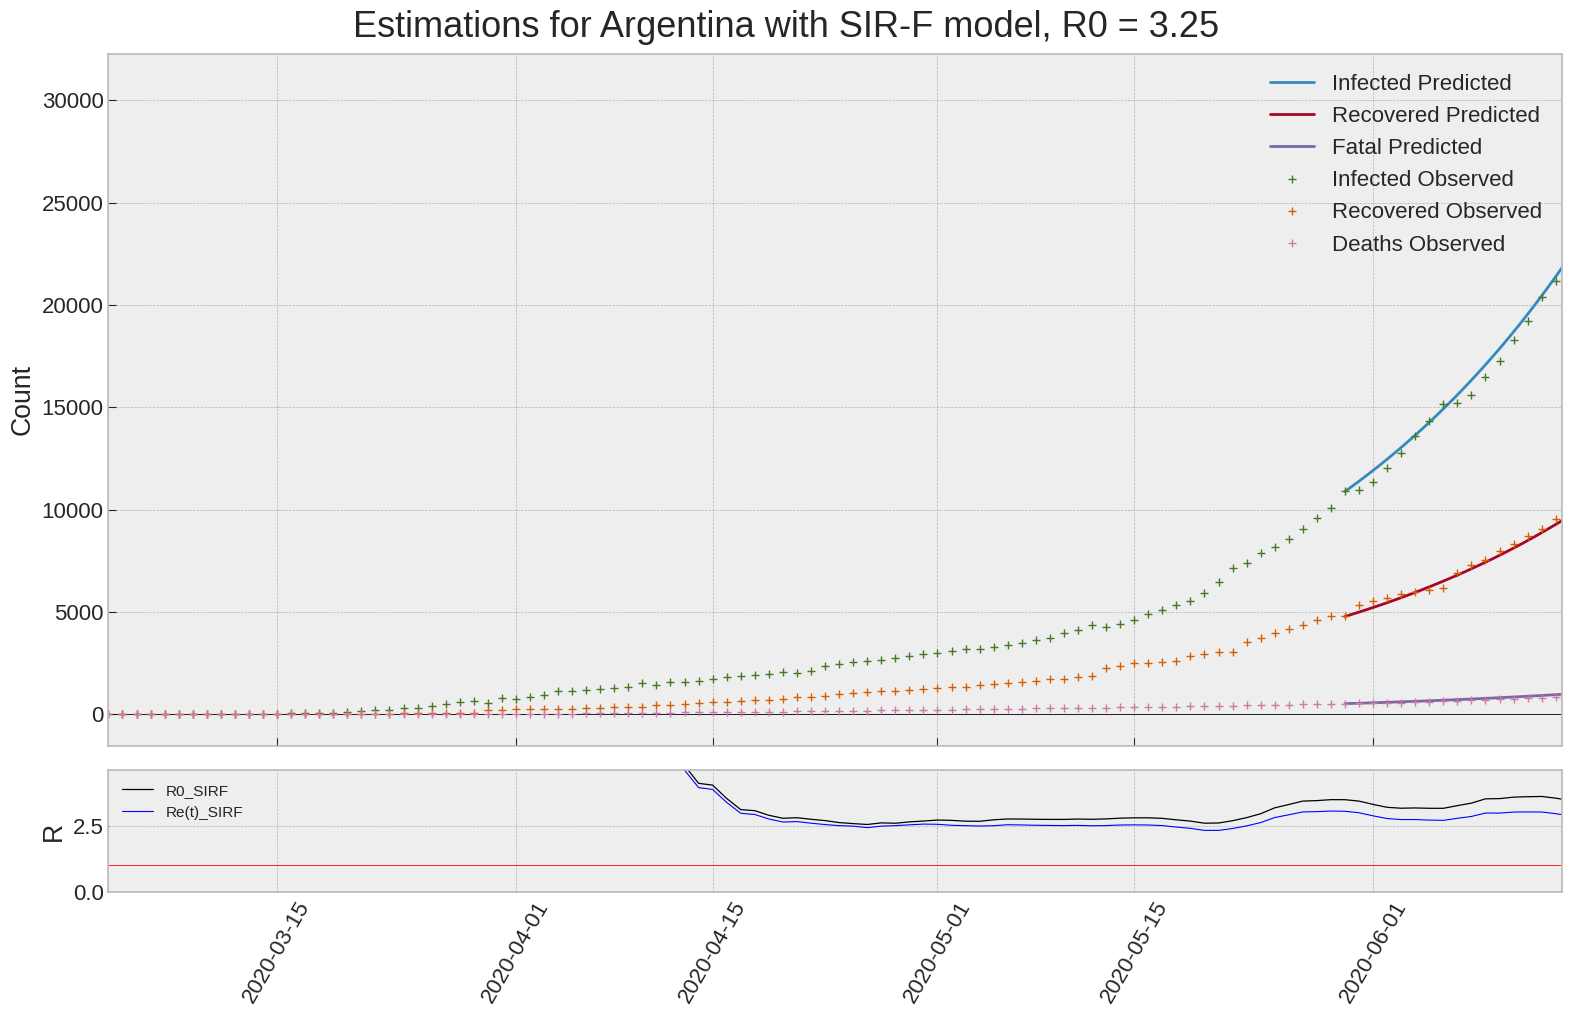 Estimations for Argentina with SIR-F model, R0 = 3.25
30000
25000
20000
15000
10000
5000
0
Count
Infected Predicted
Recovered Predicted
Fatal Predicted
Infected Observed
Recovered Observed
Deaths Observed
R0_SIRF
Re(t)_SIRF
2.5
0.0
R
2020-03-15
2020-04-01
2020-04-15
2020-05-01
2020-05-15
2020-06-01